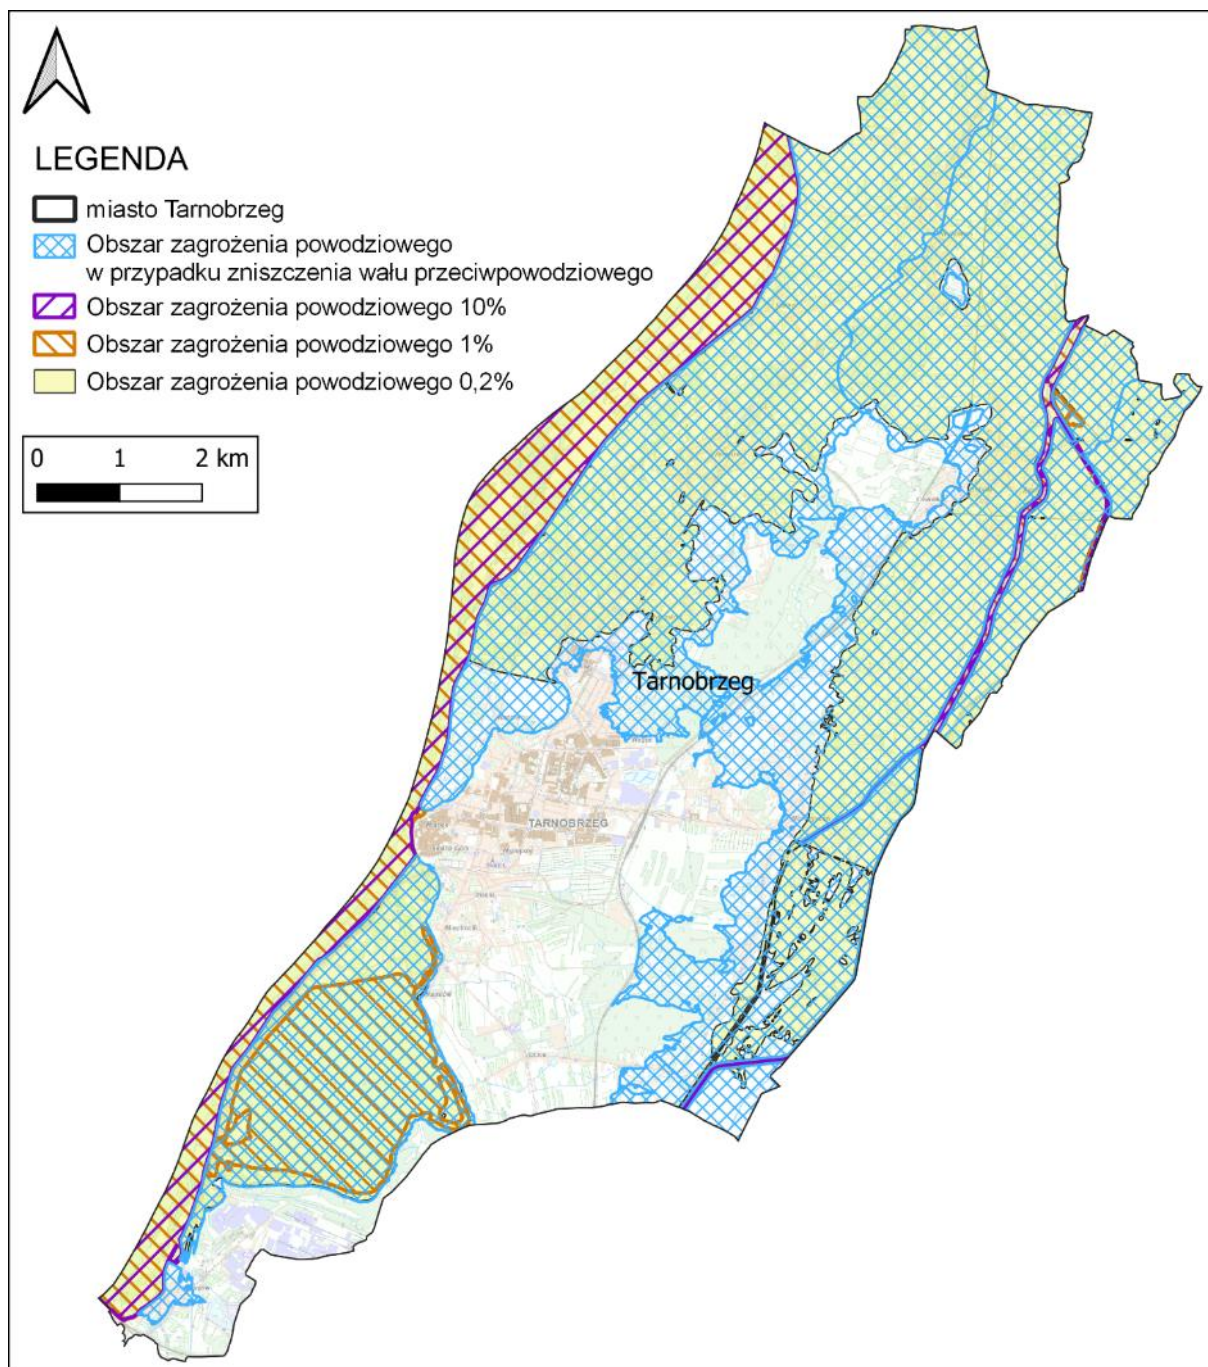 LEGENDA
miasto Tarnobrzeg
Obszar zagrożenia powodziowego
w przypadku zniszczenia wału przeciwpowodziowego
Obszar zagrożenia powodziowego 10%
Obszar zagrożenia powodziowego 1%
Obszar zagrożenia powodziowego 0,2%
0 1 2 km
Tarnobrzeg
TARNOBRZEG